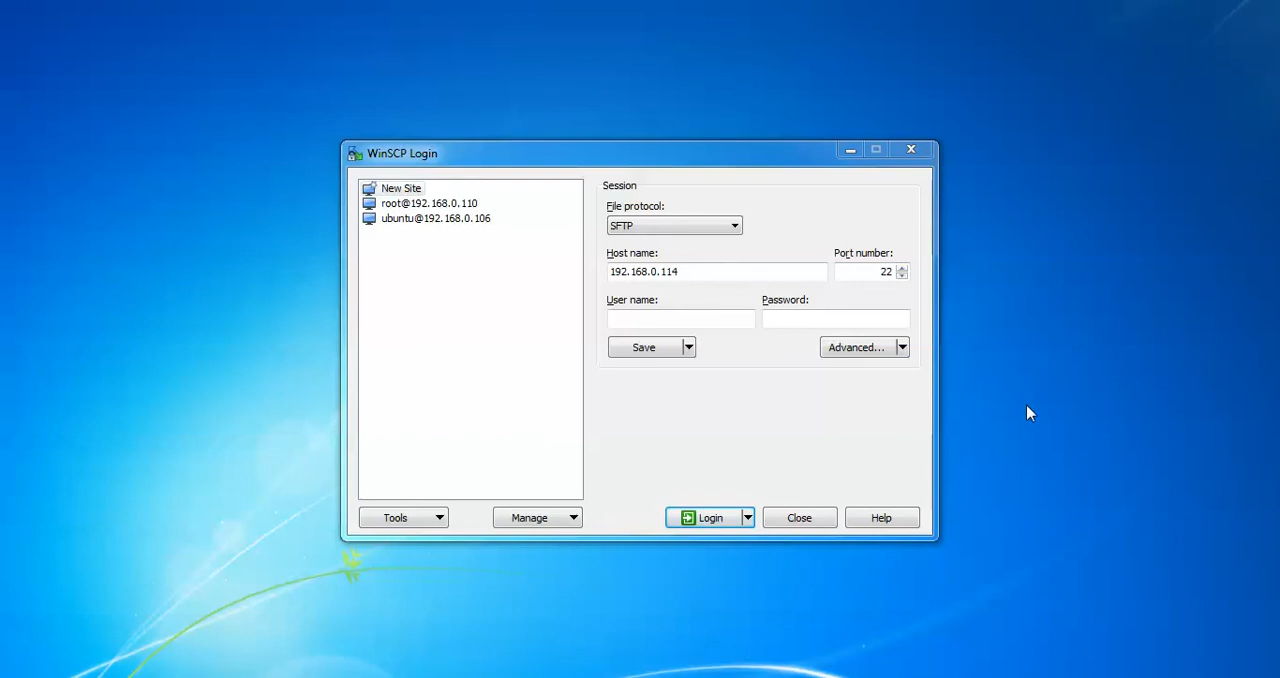 WinSCP Login
New Site
root@192.168.0.110
ubuntu@192.168.0.106
Session
File protocol:
SFTP
Host name:
Port number:
192.168.0.114
22
User name:
Password:
Save
Advanced...
Tools
Manage
Login
Close
Help